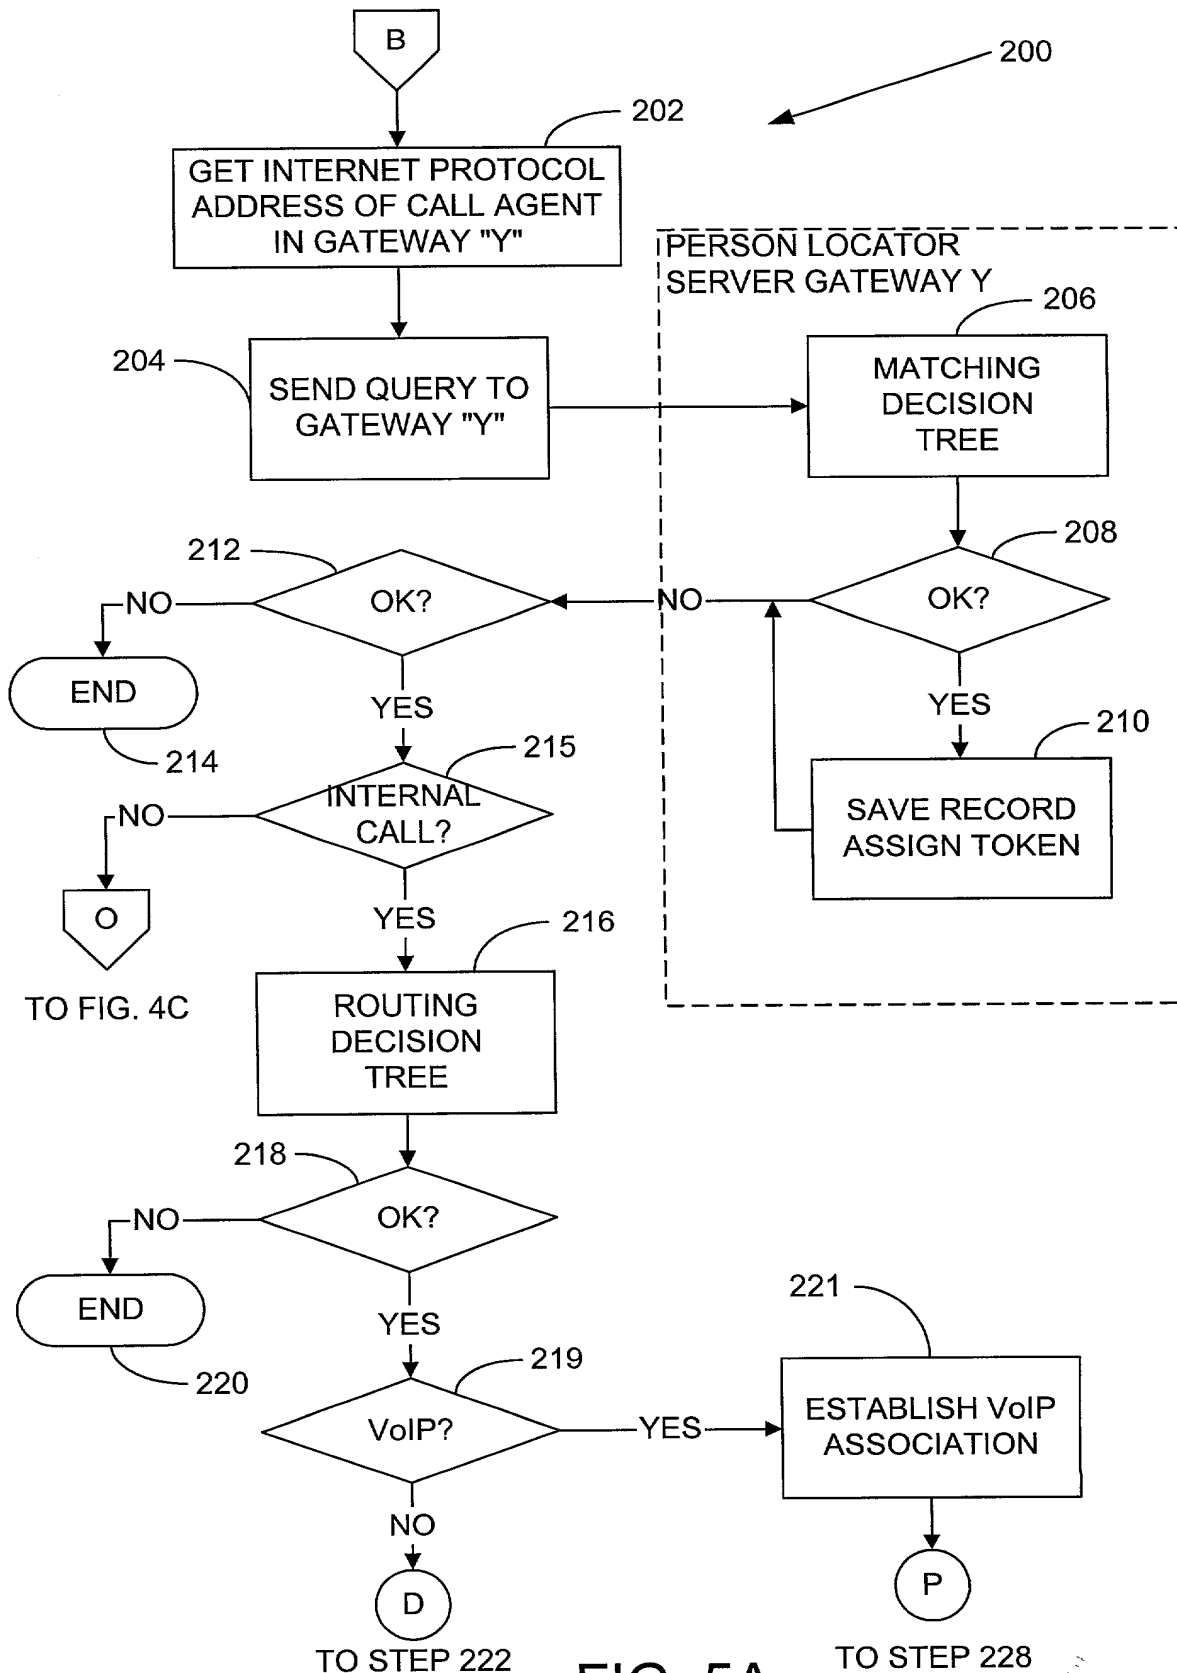 B
200
202
GET INTERNET PROTOCOL
ADDRESS OF CALL AGENT
IN GATEWAY "Y"
PERSON LOCATOR
SERVER GATEWAY Y
206
204
SEND QUERY TO
GATEWAY "Y"
MATCHING
DECISION
TREE
212
208
OK?
NO
NO
OK?
END
214
YES
YES
215
210
INTERNAL
CALL?
NO
SAVE RECORD
ASSIGN TOKEN
O
TO FIG. 4C
YES
216
ROUTING
DECISION
TREE
218
OK?
NO
END
220
YES
221
219
VoIP?
YES
ESTABLISH VoIP
ASSOCIATION
NO
D
P
TO STEP 222
TO STEP 228
FIG. 5A